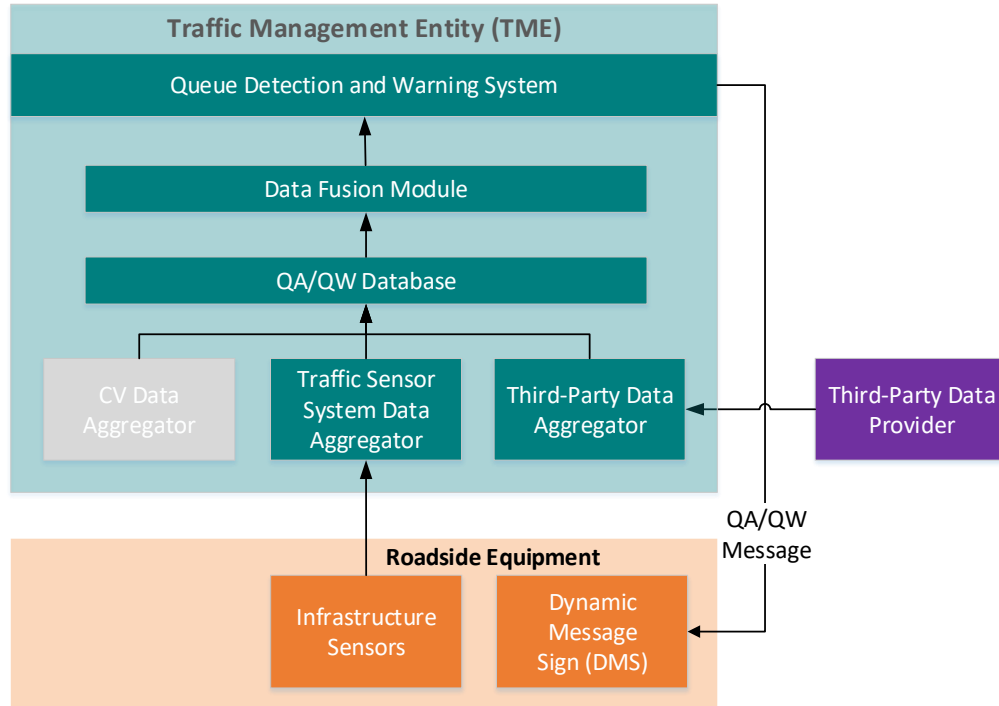 Traffic Management Entity (TME)
Queue Detection and Warning System
Data Fusion Module
QA/QW Database
CV Data
Aggregator
Traffic Sensor
System Data
Aggregator
Third-Party Data
Aggregator
Third-Party Data
Provider
QA/QW
Message
Roadside Equipment
Infrastructure
Sensors
Dynamic
Message
Sign (DMS)